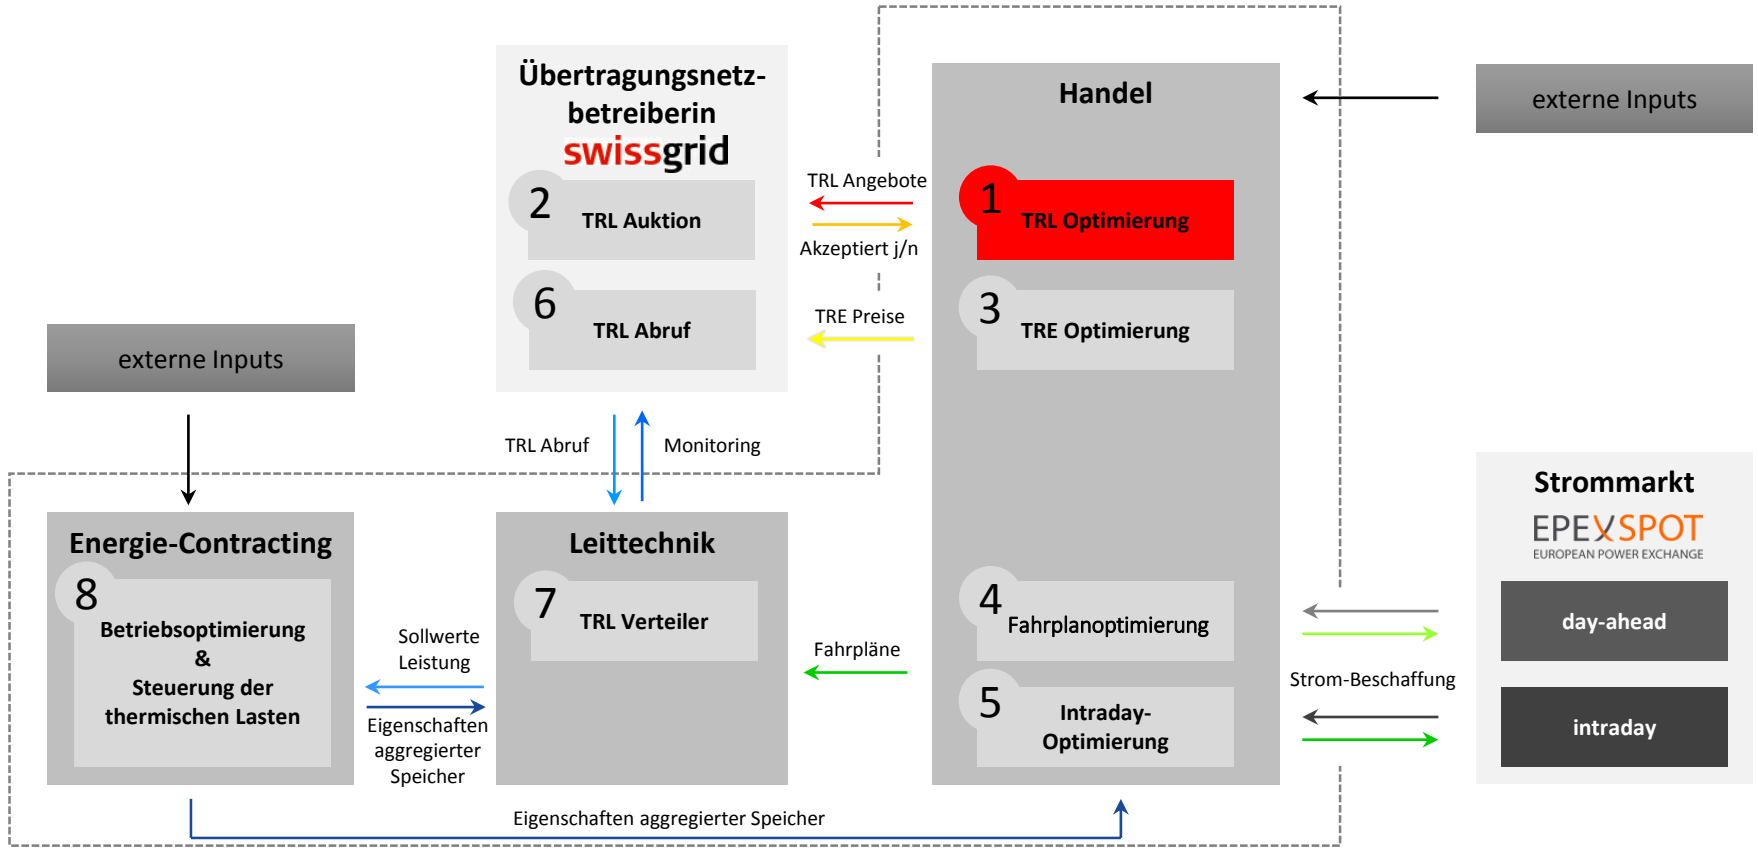 Übertragungsnetz-
betreiberin
swissgrid
2
TRL Auktion
6
TRL Abruf
TRL Angebote
Akzeptiert j/n
TRE Preise
Handel
1
TRL Optimierung
3
TRE Optimierung
4
Fahrplanoptimierung
5
Intraday-
Optimierung
externe Inputs
externe Inputs
TRL Abruf
Monitoring
Energie-Contracting
8
Betriebsoptimierung
&
Steuerung der
thermischen Lasten
Sollwerte
Leistung
Eigenschaften
aggregierter
Speicher
Leittechnik
7
TRL Verteiler
Fahrpläne
Strom-Beschaffung
Strommarkt
EPEXSPOT
EUROPEAN POWER EXCHANGE
day-ahead
intraday
Eigenschaften aggregierter Speicher